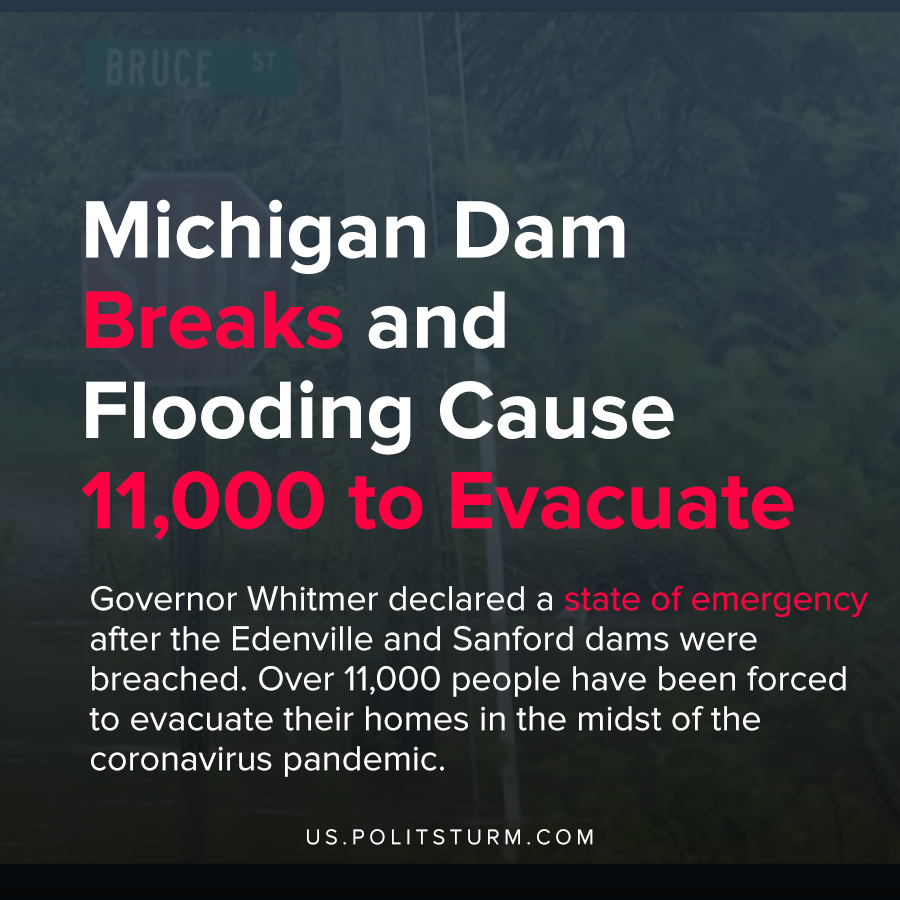 BRUCE ST
STOP
Michigan Dam
Breaks and
Flooding Cause
11,000 to Evacuate
Governor Whitmer declared a state of emergency
after the Edenville and Sanford dams were
breached. Over 11,000 people have been forced
to evacuate their homes in the midst of the
coronavirus pandemic.
US.POLITSTURM.COM